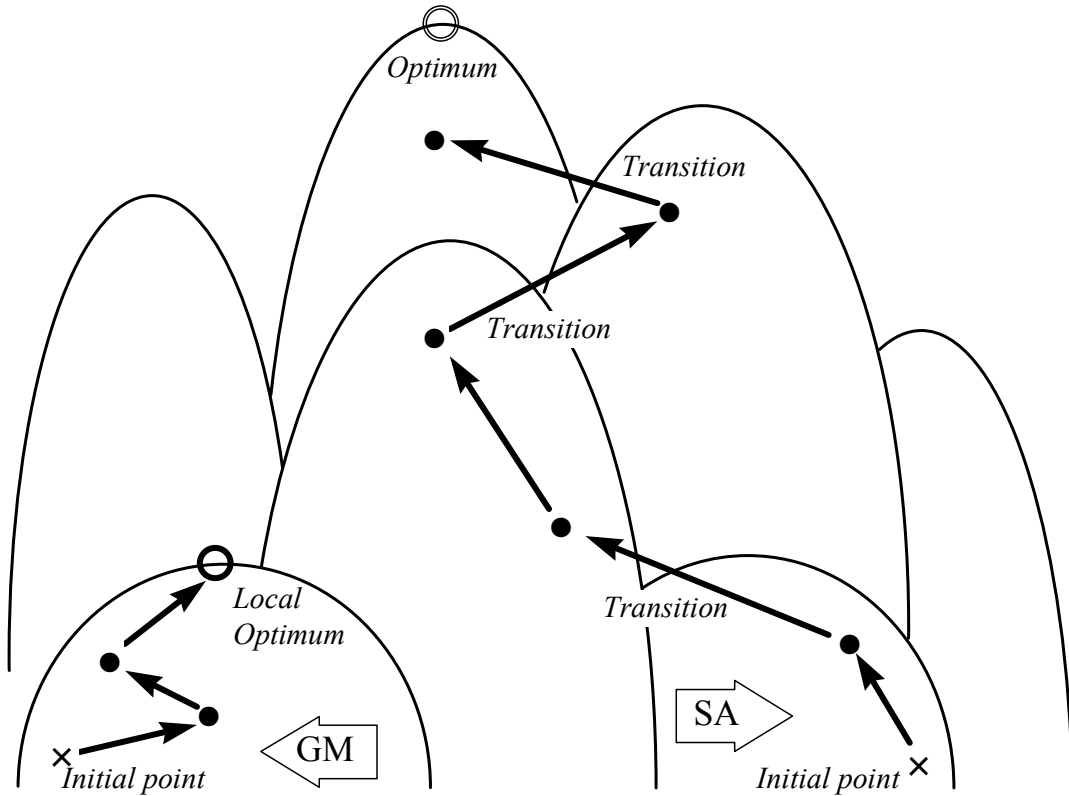 Optimum
Transition
Transition
Local
Optimum
Transition
SA
GM
Initial point
Initial point